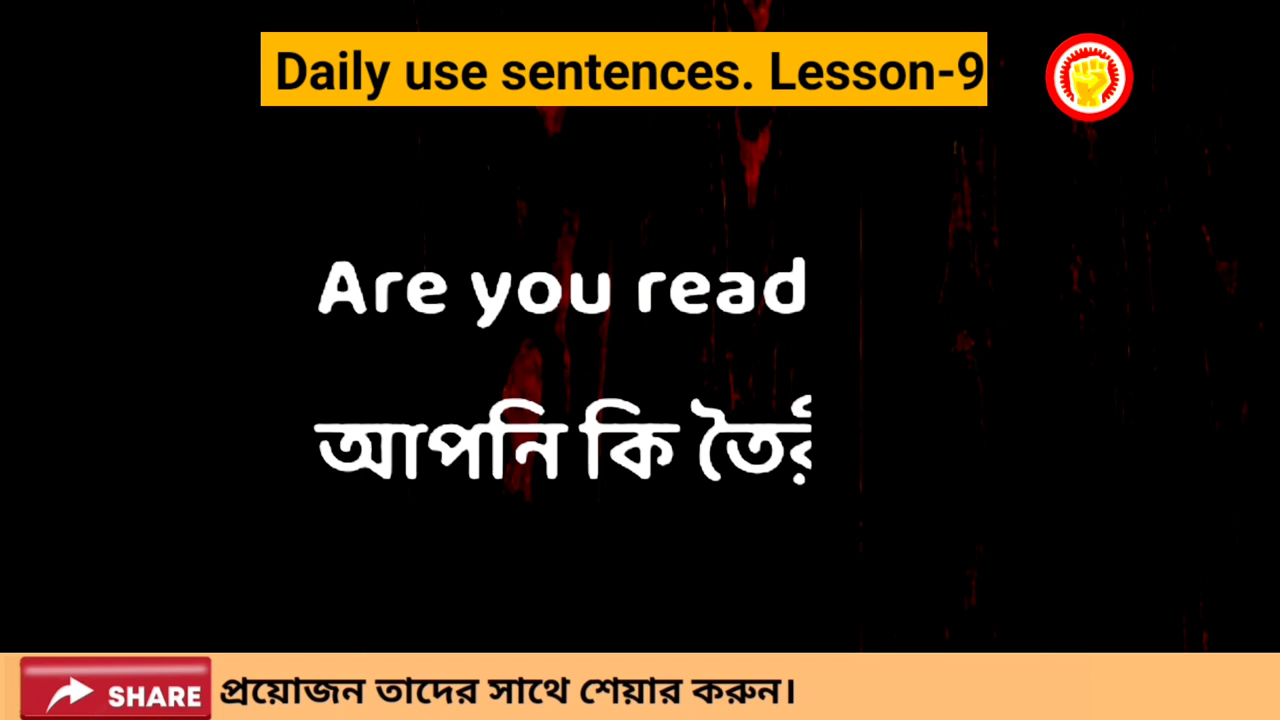 Daily use sentences. Lesson-9
Are you read
আপনি কি
SHARE প্রয়োজন তাদের সাথে শেয়ার করুন।